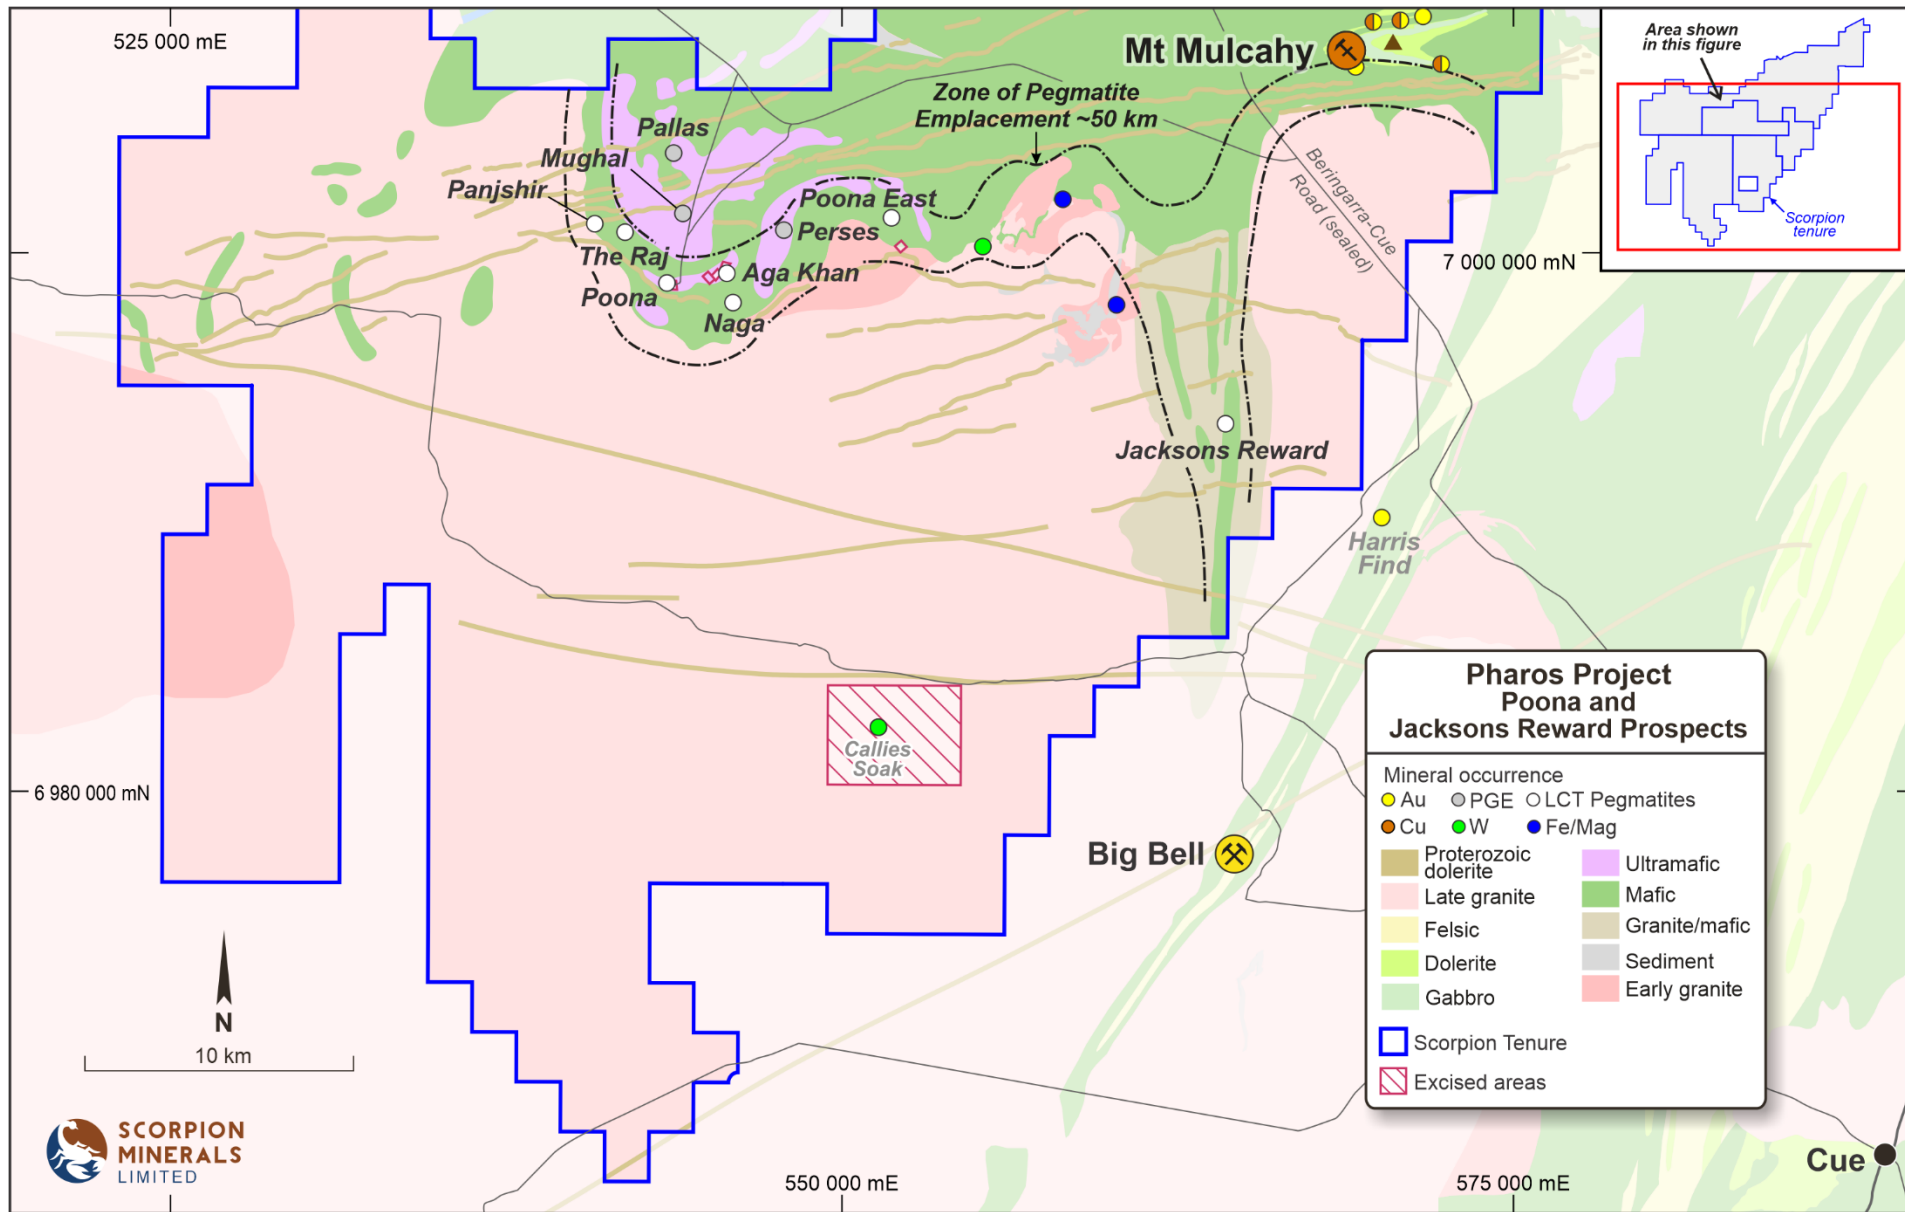 525 000 mE
Mt Mulcahy
Area shown
in this figure
Scorpion
tenure
Zone of Pegmatite
Emplacement ~50 km
Pallas
Mughal
Panjshir
Poona East
Perses
The Raj
Aga Khan
Poona
Naga
Beringarra-Cue
Road (sealed)
7 000 000 mN
Jacksons Reward
Harris
Find
Callies
Soak
6 980 000 mN
Big Bell
Pharos Project
Poona and
Jacksons Reward Prospects
Mineral occurrence
Au PGE LCT Pegmatites
Cu W Fe/Mag
Proterozoic
dolerite
Late granite
Felsic
Dolerite
Gabbro
Ultramafic
Mafic
Granite/mafic
Sediment
Early granite
Scorpion Tenure
Excised areas
N
10 km
SCORPION
MINERALS
LIMITED
550 000 mE
575 000 mE
Cue